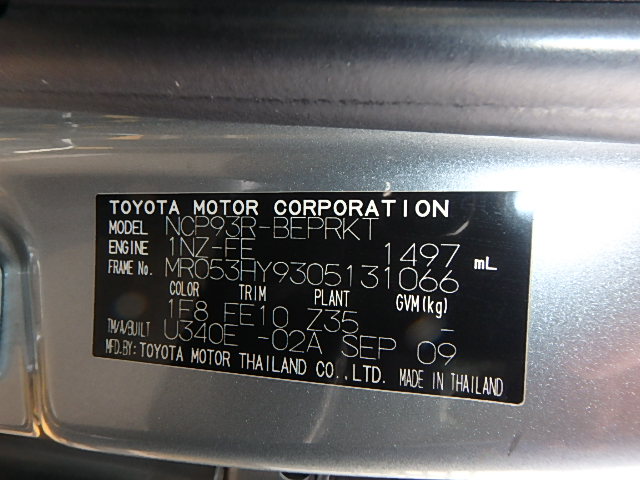 TOYOTA MOTOR CORPORATION
MODEL NCP93R-BEPRKT
ENGINE 1NZ-FE 1497 mL
FRAME No. MR053HY9305131066
COLOR TRIM PLANT GVM(kg)
1F8 FE10 Z35 -
TM/A/BUILT U340E -02A SEP 09
MFD.BY: TOYOTA MOTOR THAILAND CO.,LTD. MADE IN THAILAND